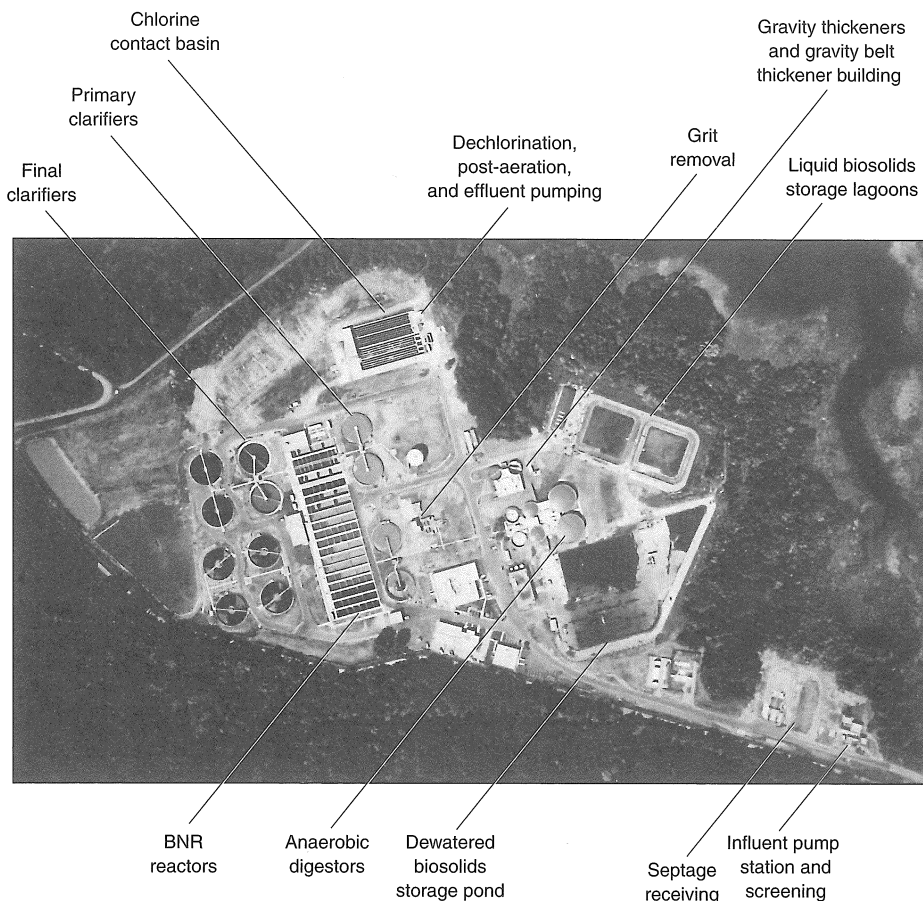 Chlorine
contact basin
Gravity thickeners
and gravity belt
thickener building
Primary
clarifiers
Dechlorination,
post-aeration,
and effluent pumping
Grit
removal
Final
clarifiers
Liquid biosolids
storage lagoons
BNR
reactors
Anaerobic
digestors
Dewatered
biosolids
storage pond
Septage
receiving
Influent pump
station and
screening